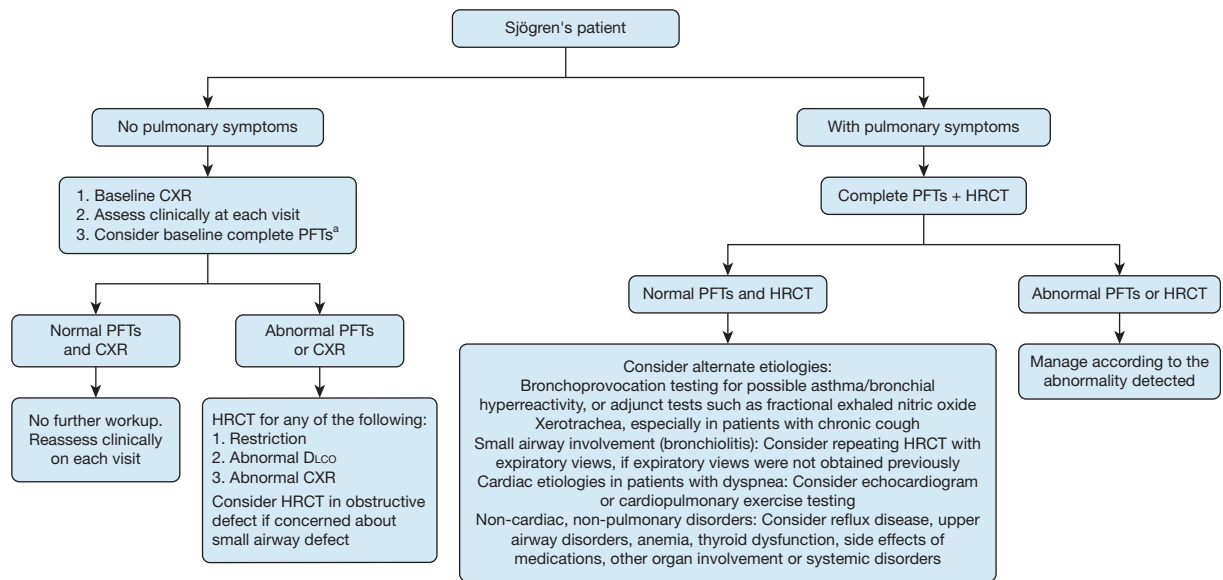 Sjögren's patient
No pulmonary symptoms
With pulmonary symptoms
1. Baseline CXR
2. Assess clinically at each visit
3. Consider baseline complete PFTsᵃ
Complete PFTs + HRCT
Normal PFTs
and CXR
Abnormal PFTs
or CXR
Normal PFTs and HRCT
Abnormal PFTs or HRCT
No further workup.
Reassess clinically
on each visit
HRCT for any of the following:
1. Restriction
2. Abnormal DLCO
3. Abnormal CXR
Consider HRCT in obstructive
defect if concerned about
small airway defect
Consider alternate etiologies:
Bronchoprovocation testing for possible asthma/bronchial
hyperreactivity, or adjunct tests such as fractional exhaled nitric oxide
Xerotrachea, especially in patients with chronic cough
Small airway involvement (bronchiolitis): Consider repeating HRCT with
expiratory views, if expiratory views were not obtained previously
Cardiac etiologies in patients with dyspnea: Consider echocardiogram
or cardiopulmonary exercise testing
Non-cardiac, non-pulmonary disorders: Consider reflux disease, upper
airway disorders, anemia, thyroid dysfunction, side effects of
medications, other organ involvement or systemic disorders
Manage according to the
abnormality detected